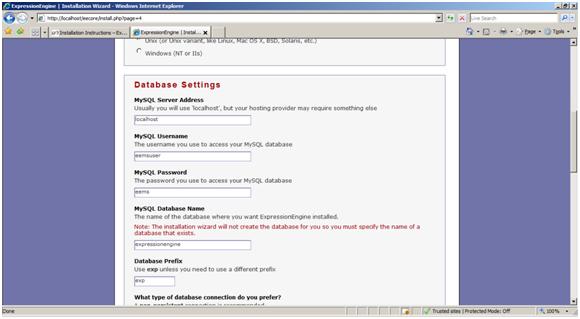 ExpressionEngine | Installation Wizard - Windows Internet Explorer
http://localhost/eecore/install.php?page=4
Live Search
Installation Instructions - Ex...
ExpressionEngine | Instal...
Page
Tools
Unix (or Unix variant, like Linux, Mac OS X, BSD, Solaris, etc.)
Windows (NT or IIs)
Database Settings
MySQL Server Address
Usually you will use 'localhost', but your hosting provider may require something else
localhost
MySQL Username
The username you use to access your MySQL database
eemsuser
MySQL Password
The password you use to access your MySQL database
eems
MySQL Database Name
The name of the database where you want ExpressionEngine installed.
Note: The installation wizard will not create the database for you so you must specify the name of a
database that exists.
expressionengine
Database Prefix
Use exp unless you need to use a different prefix
exp
What type of database connection do you prefer?
A non-persistent connection is recommended
Done
Trusted sites | Protected Mode: Off
100%